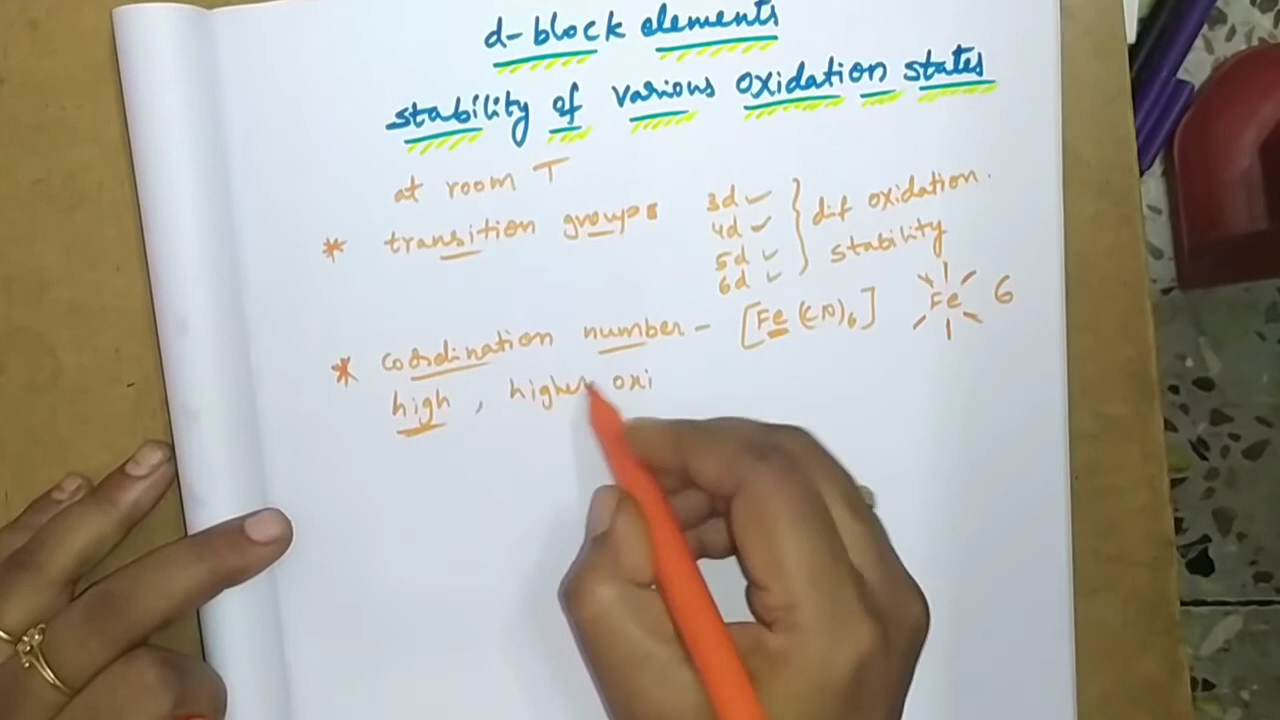 d-block elements
stability of various oxidation states
at room T
* transition groups
3d ✓
4d ✓
5d ✓
6d ✓
dif oxidation
stability
* coordination number - [Fe(CN)6]
Fe 6
high, higher oxi